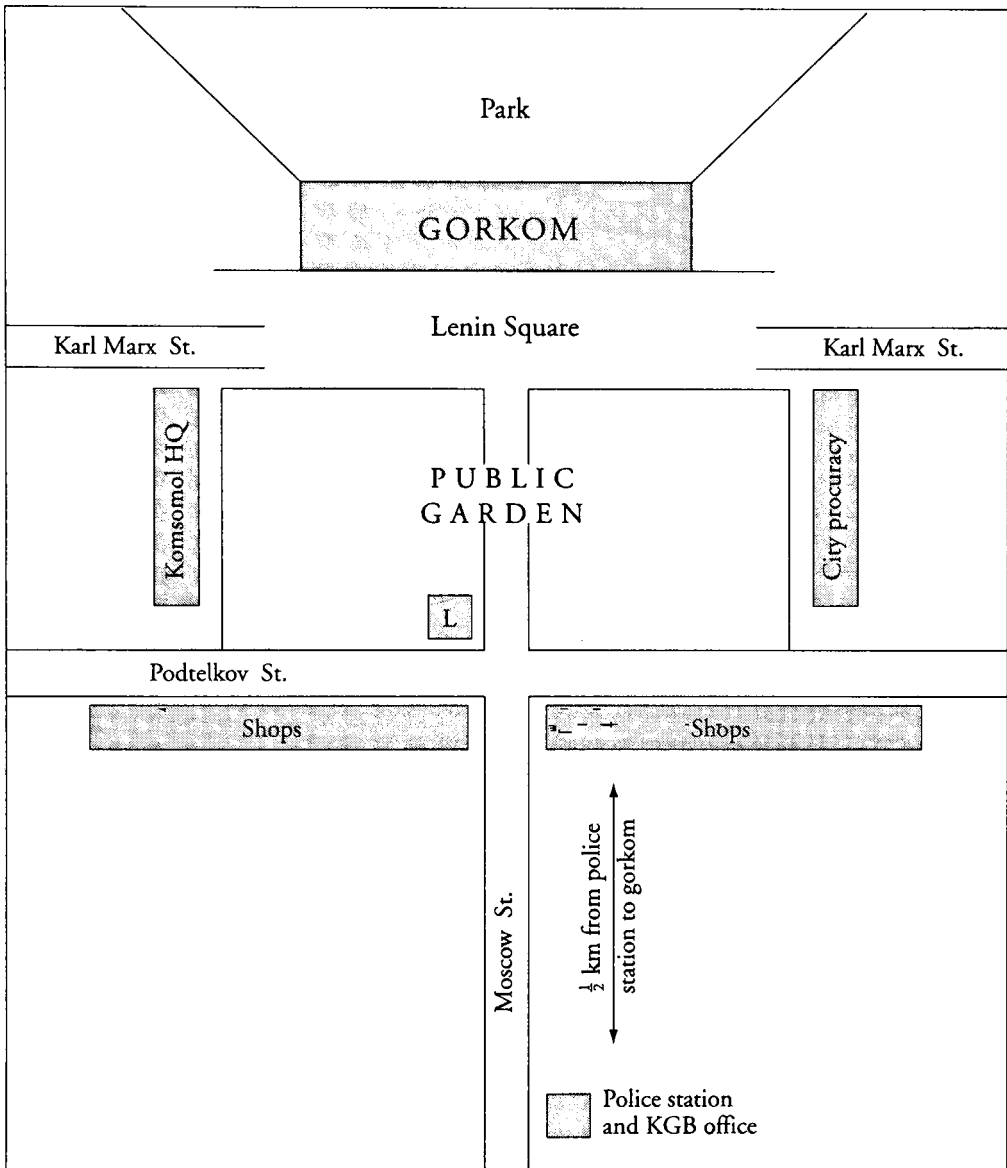 Park
GORKOM
Lenin Square
Karl Marx St.
Karl Marx St.
Komsomol HQ
PUBLIC
GARDEN
City procuracy
L
Podtelkov St.
Shops
Shops
Moscow St.
½ km from police
station to gorkom
Police station
and KGB office